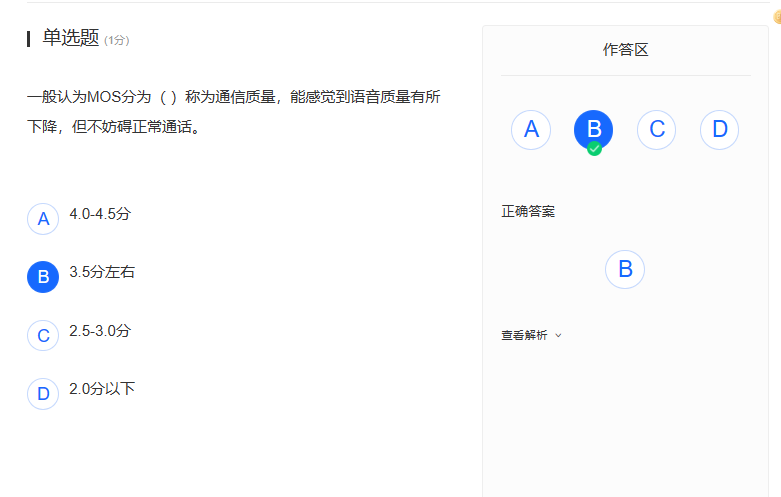 单选题 (1分)
一般认为MOS分为（ ）称为通信质量，能感觉到语音质量有所
下降，但不妨碍正常通话。
A 4.0-4.5分
B 3.5分左右
C 2.5-3.0分
D 2.0分以下
作答区
A B C D
正确答案
B
查看解析